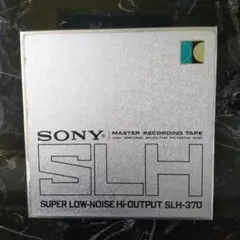 SONY
MASTER RECORDING TAPE
SLH
SUPER LOW-NOISE Hi-OUTPUT SLH-370